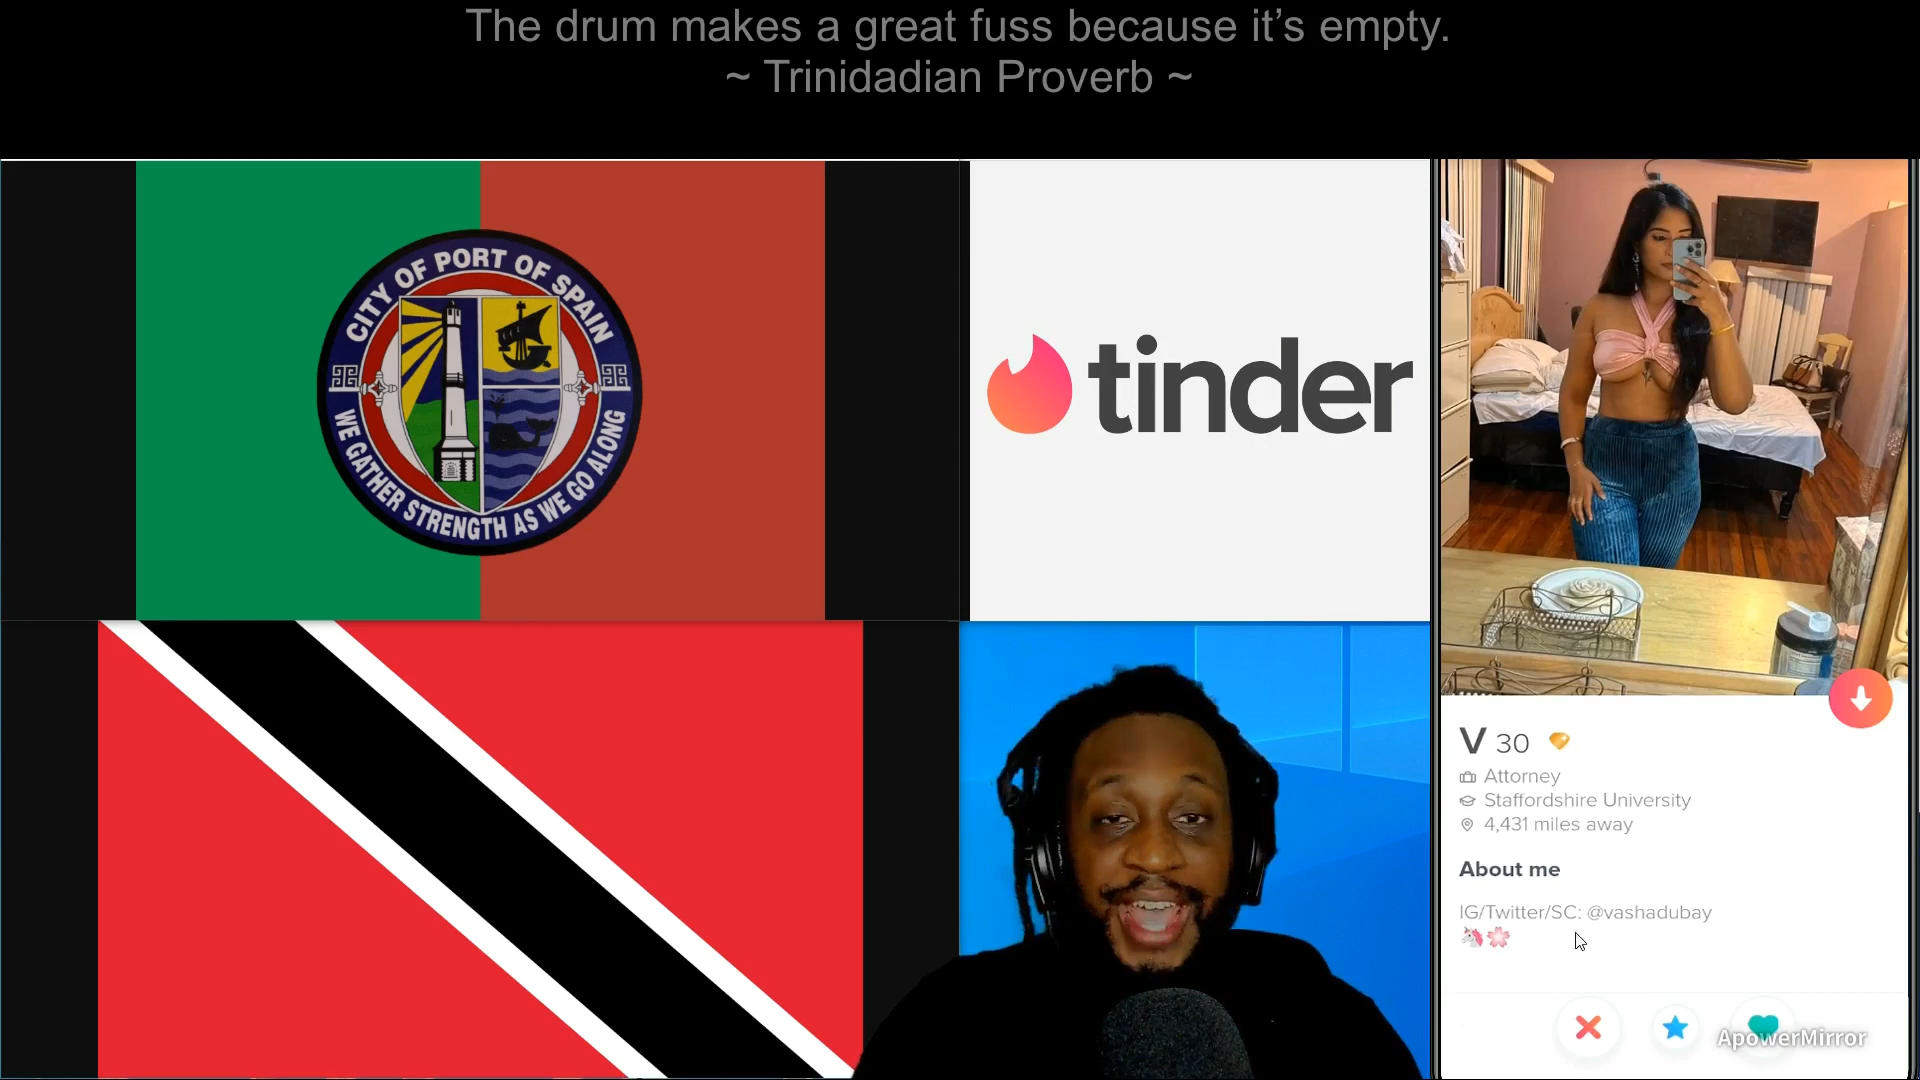 The drum makes a great fuss because it’s empty.
~ Trinidadian Proverb ~
CITY OF PORT OF SPAIN
WE GATHER STRENGTH AS WE GO ALONG
tinder
V 30
Attorney
Staffordshire University
4,431 miles away
About me
IG/Twitter/SC: @vashadubay
ApowerMirror